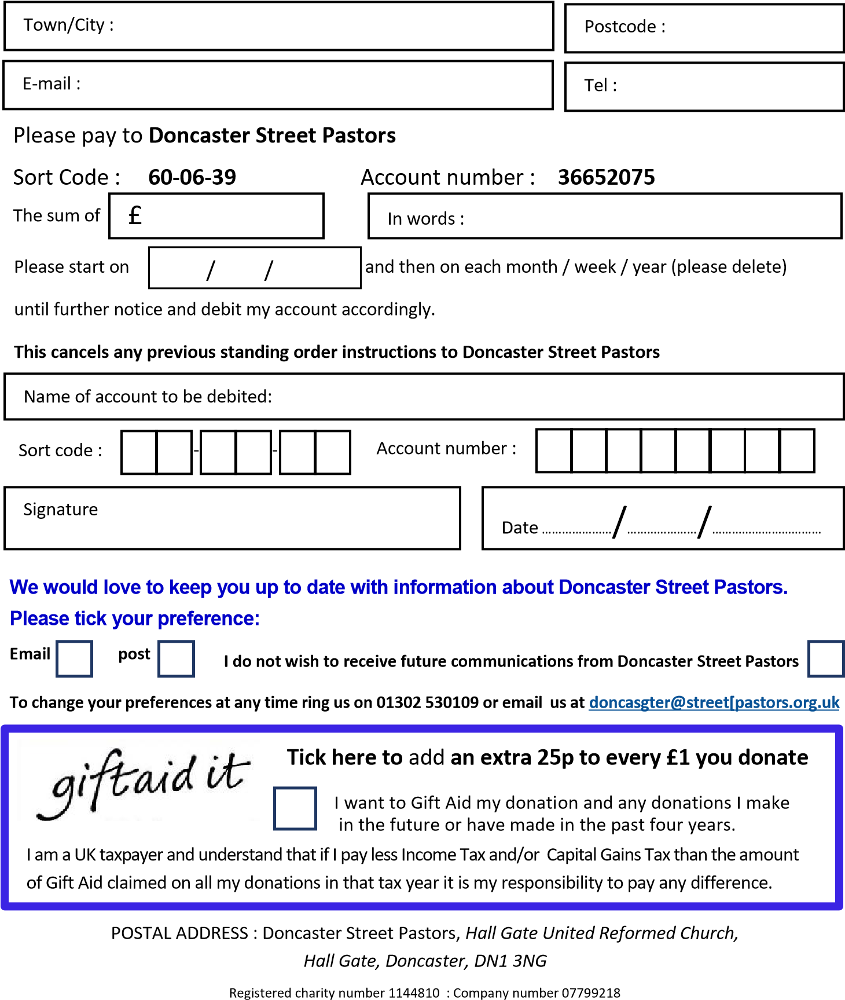 Town/City :
Postcode :
E-mail :
Tel :
Please pay to Doncaster Street Pastors
Sort Code : 60-06-39 Account number : 36652075
The sum of £ In words :
Please start on / / and then on each month / week / year (please delete)
until further notice and debit my account accordingly.
This cancels any previous standing order instructions to Doncaster Street Pastors
Name of account to be debited:
Sort code : - - Account number :
Signature
Date ...................../...................../.................................
We would love to keep you up to date with information about Doncaster Street Pastors.
Please tick your preference:
Email post I do not wish to receive future communications from Doncaster Street Pastors
To change your preferences at any time ring us on 01302 530109 or email us at doncasgter@street[pastors.org.uk
giftaid it
Tick here to add an extra 25p to every £1 you donate
I want to Gift Aid my donation and any donations I make
in the future or have made in the past four years.
I am a UK taxpayer and understand that if I pay less Income Tax and/or Capital Gains Tax than the amount
of Gift Aid claimed on all my donations in that tax year it is my responsibility to pay any difference.
POSTAL ADDRESS : Doncaster Street Pastors, Hall Gate United Reformed Church,
Hall Gate, Doncaster, DN1 3NG
Registered charity number 1144810 : Company number 07799218